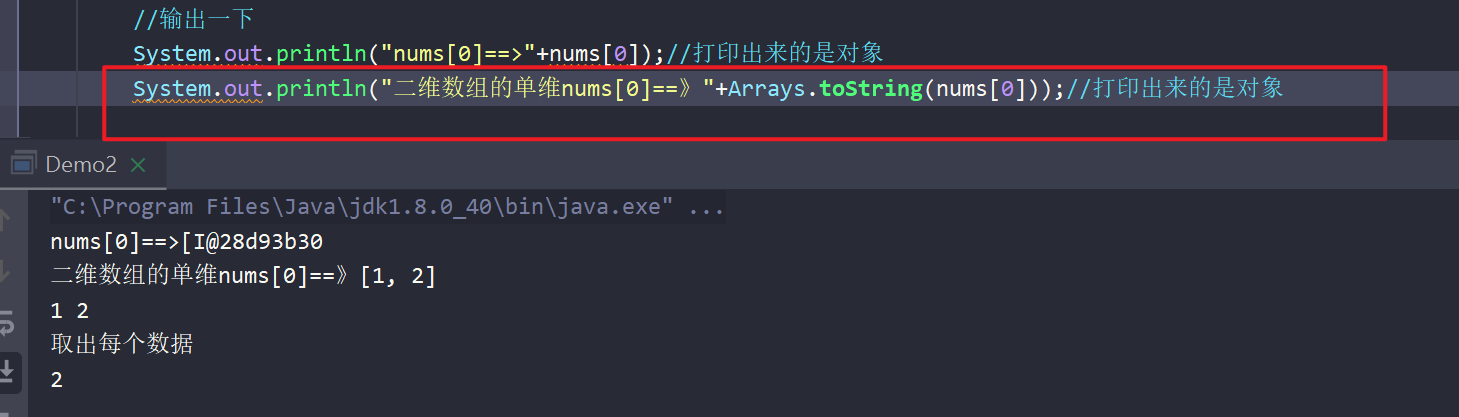 //输出一下
System.out.println("nums[0]==>"+nums[0]);//打印出来的是对象
System.out.println("二维数组的单维nums[0]==》"+Arrays.toString(nums[0]));//打印出来的是对象
Demo2
"C:\Program Files\Java\jdk1.8.0_40\bin\java.exe" ...
nums[0]==>[I@28d93b30
二维数组的单维nums[0]==》[1, 2]
1 2
取出每个数据
2